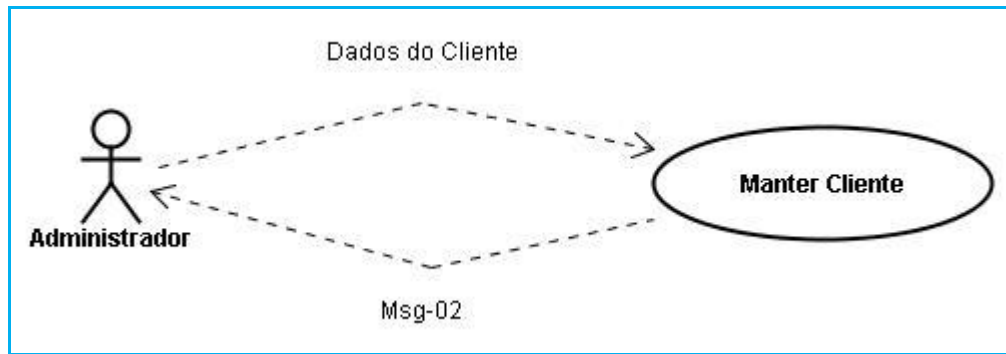 Dados do Cliente
Manter Cliente
Administrador
Msg-02